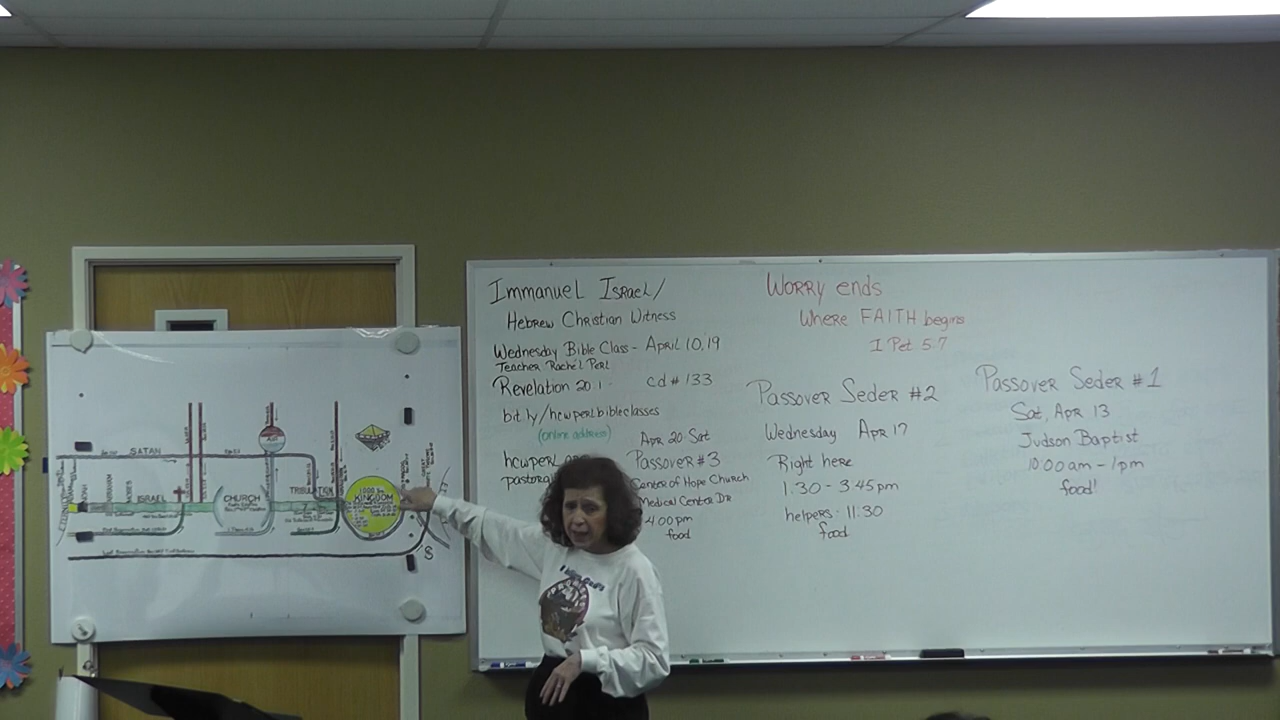 Immanuel Israel/
Hebrew Christian Witness
Wednesday Bible Class - April 10, 19
Teacher Rachel Perl
Revelation 20:1- cd # 133
bit.ly/hcwperlbibleclasses
(online address)
hcwperl
pastora
Apr 20 Sat
Passover #3
Center of Hope Church
Medical Center Dr
4:00 pm
food
Worry ends
Where FAITH begins
I Pet 5:7
Passover Seder #2
Wednesday Apr 17
Right here
1:30 - 3:45 pm
helpers: 11:30
food
Passover Seder #1
Sat, Apr 13
Judson Baptist
10:00 am - 1 pm
food!
SATAN
ISRAEL
CHURCH
TRIBULATION
KINGDOM